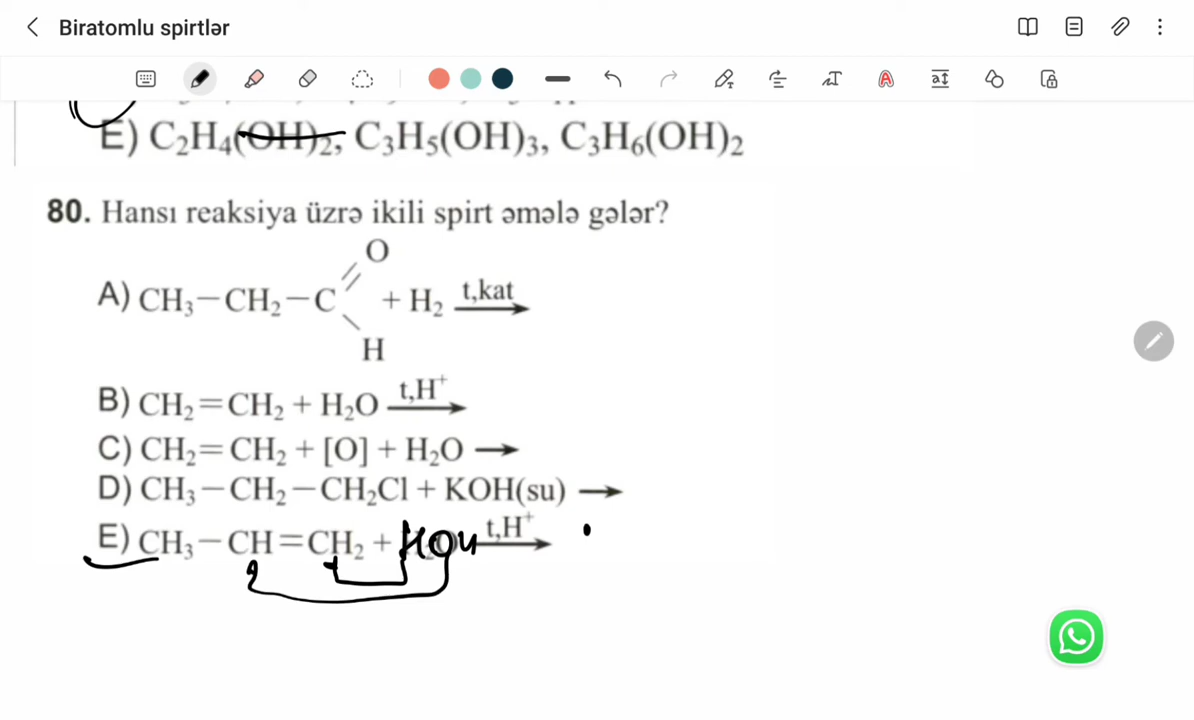 Biratomlu spirtlər
E) C₂H₄(OH)₂, C₃H₅(OH)₃, C₃H₆(OH)₂
80. Hansı reaksiya üzrə ikili spirt əmələ gələr?
O
A) CH₃–CH₂–C + H₂ t,kat →
H
B) CH₂=CH₂ + H₂O t,H⁺ →
C) CH₂=CH₂ + [O] + H₂O →
D) CH₃–CH₂–CH₂Cl + KOH(su) →
E) CH₃–CH=CH₂ + HOH t,H⁺ →